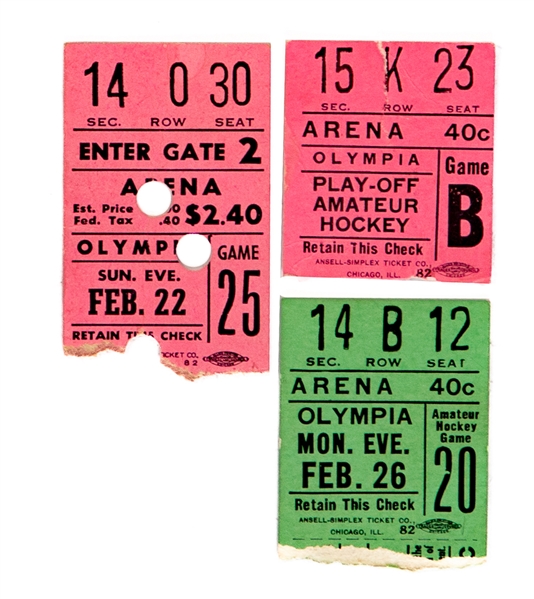 14 O 30
SEC. ROW SEAT
ENTER GATE 2
ARENA
Est. Price
Fed. Tax .40 $2.40
OLYMPI
SUN. EVE.
FEB. 22
GAME
25
RETAIN THIS CHECK
TICKET CO.,
82
15 K 23
SEC. ROW SEAT
ARENA 40c
OLYMPIA
PLAY-OFF
AMATEUR
HOCKEY
Game
B
Retain This Check
ANSELL-SIMPLEX TICKET CO.,
CHICAGO, ILL. 82
14 B 12
SEC. ROW SEAT
ARENA 40c
OLYMPIA
MON. EVE.
FEB. 26
Amateur
Hockey
Game
20
Retain This Check
ANSELL-SIMPLEX TICKET CO.,
CHICAGO, ILL. 82